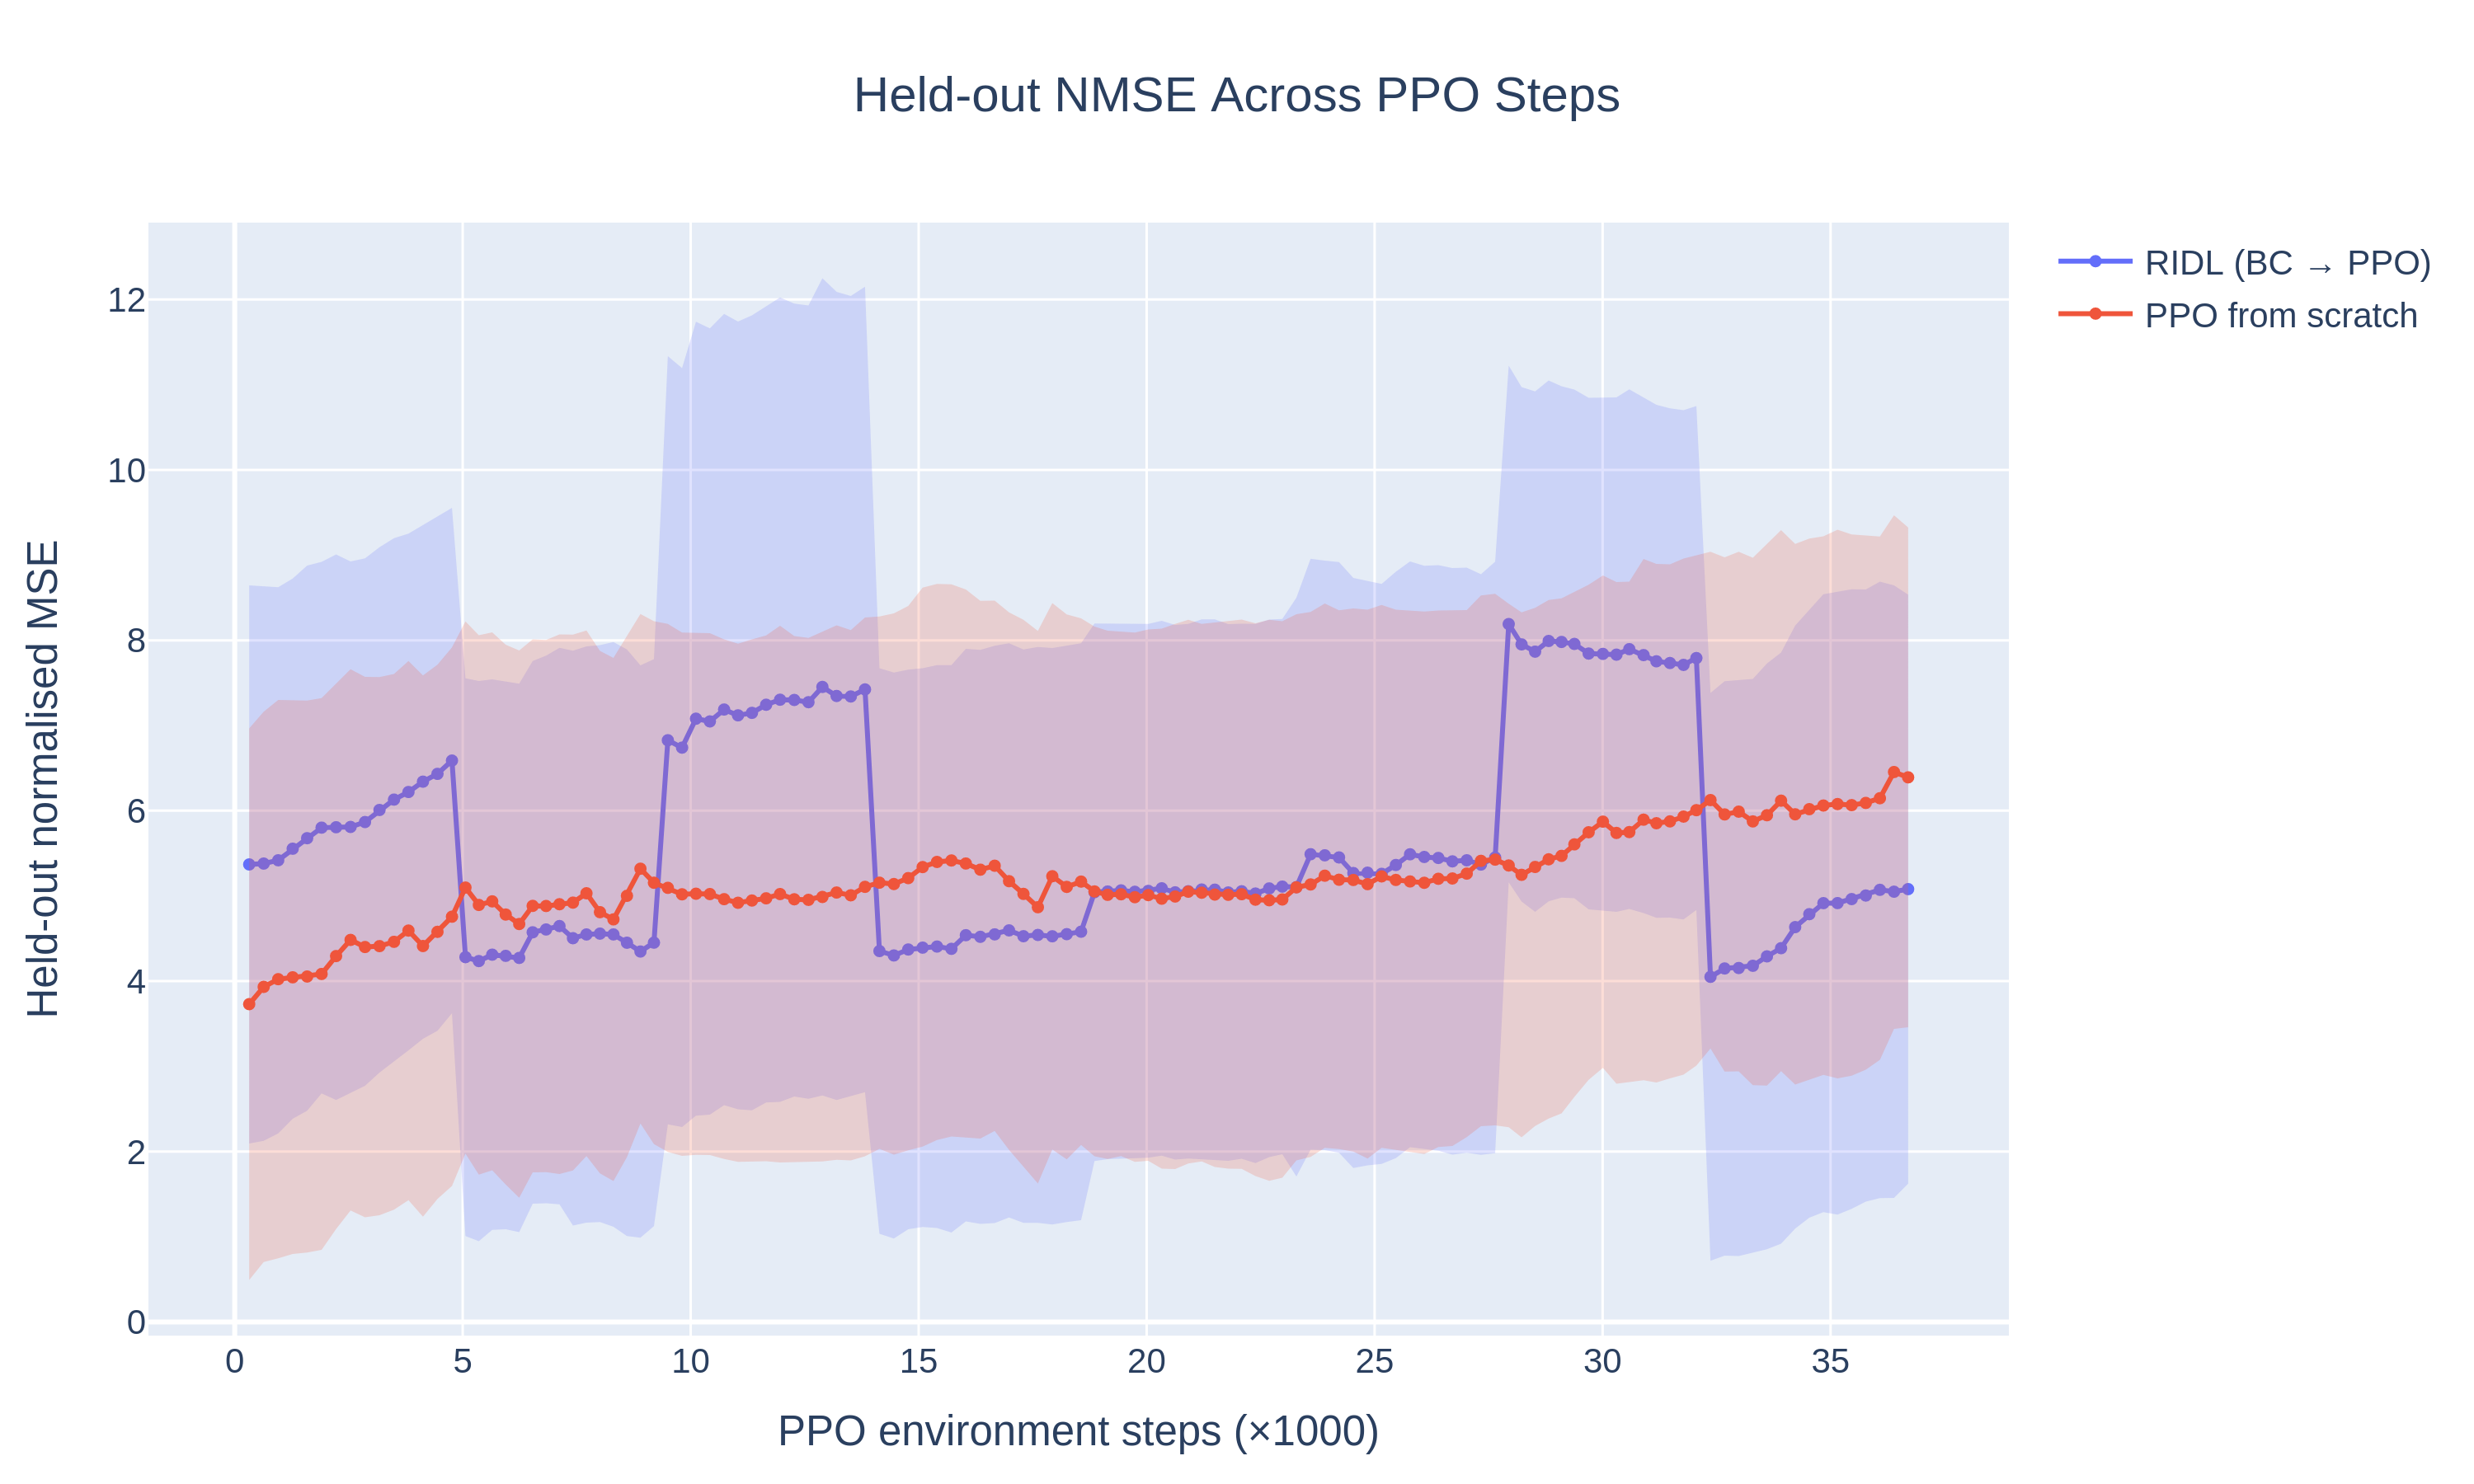 Held-out NMSE Across PPO Steps
RIDL (BC → PPO)
PPO from scratch
Held-out normalised MSE
12
10
8
6
4
2
0
0 5 10 15 20 25 30 35
PPO environment steps (×1000)